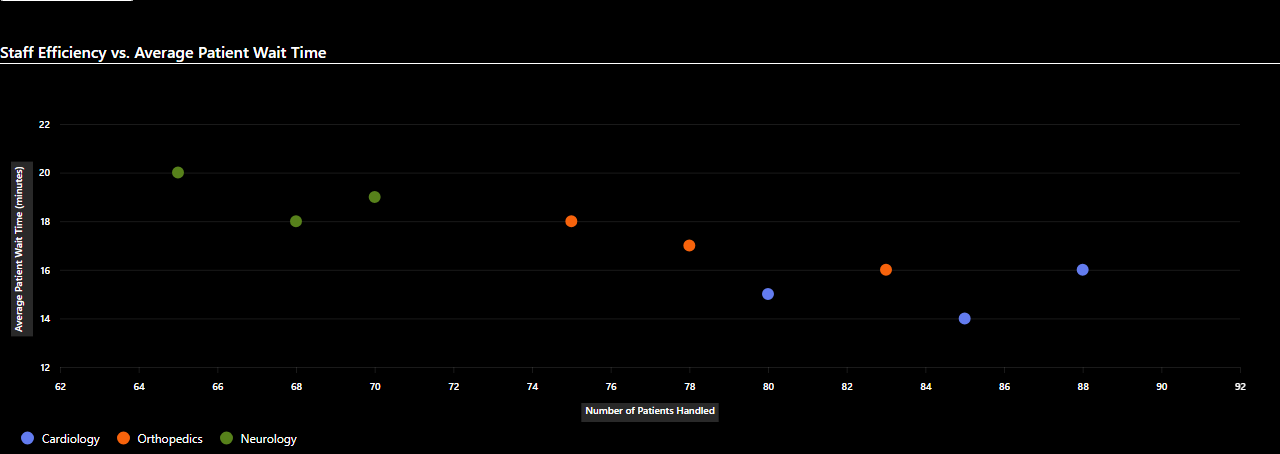 Staff Efficiency vs. Average Patient Wait Time
Average Patient Wait Time (minutes)
22
20
18
16
14
12
62 64 66 68 70 72 74 76 78 80 82 84 86 88 90 92
Number of Patients Handled
Cardiology Orthopedics Neurology